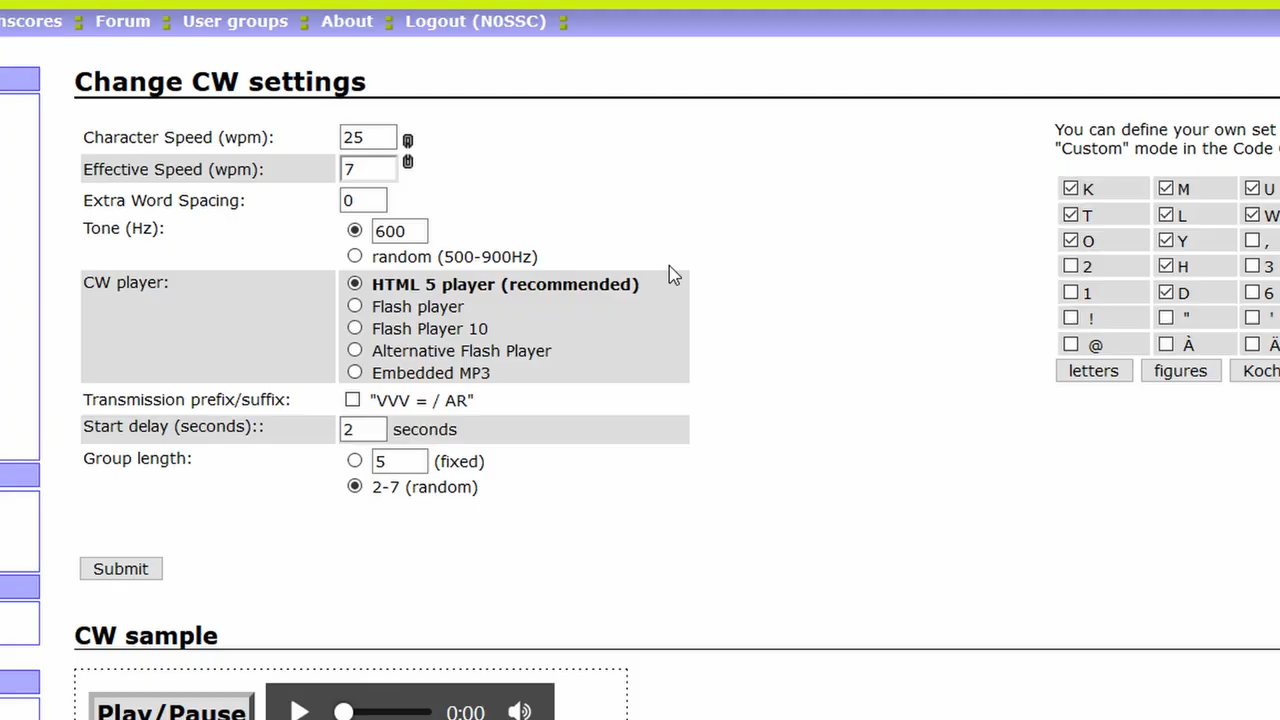 nscores Forum User groups About Logout (N0SSC)
Change CW settings
Character Speed (wpm): 25
Effective Speed (wpm): 7
Extra Word Spacing: 0
Tone (Hz): 600
random (500-900Hz)
CW player: HTML 5 player (recommended)
Flash player
Flash Player 10
Alternative Flash Player
Embedded MP3
Transmission prefix/suffix: "VVV = / AR"
Start delay (seconds):: 2 seconds
Group length: 5 (fixed)
2-7 (random)
Submit
You can define your own set
"Custom" mode in the Code
K M U
T L W
O Y ,
2 H 3
1 D 6
! " '
@ À Ä
letters figures Koch
CW sample
Play/Pause 0:00